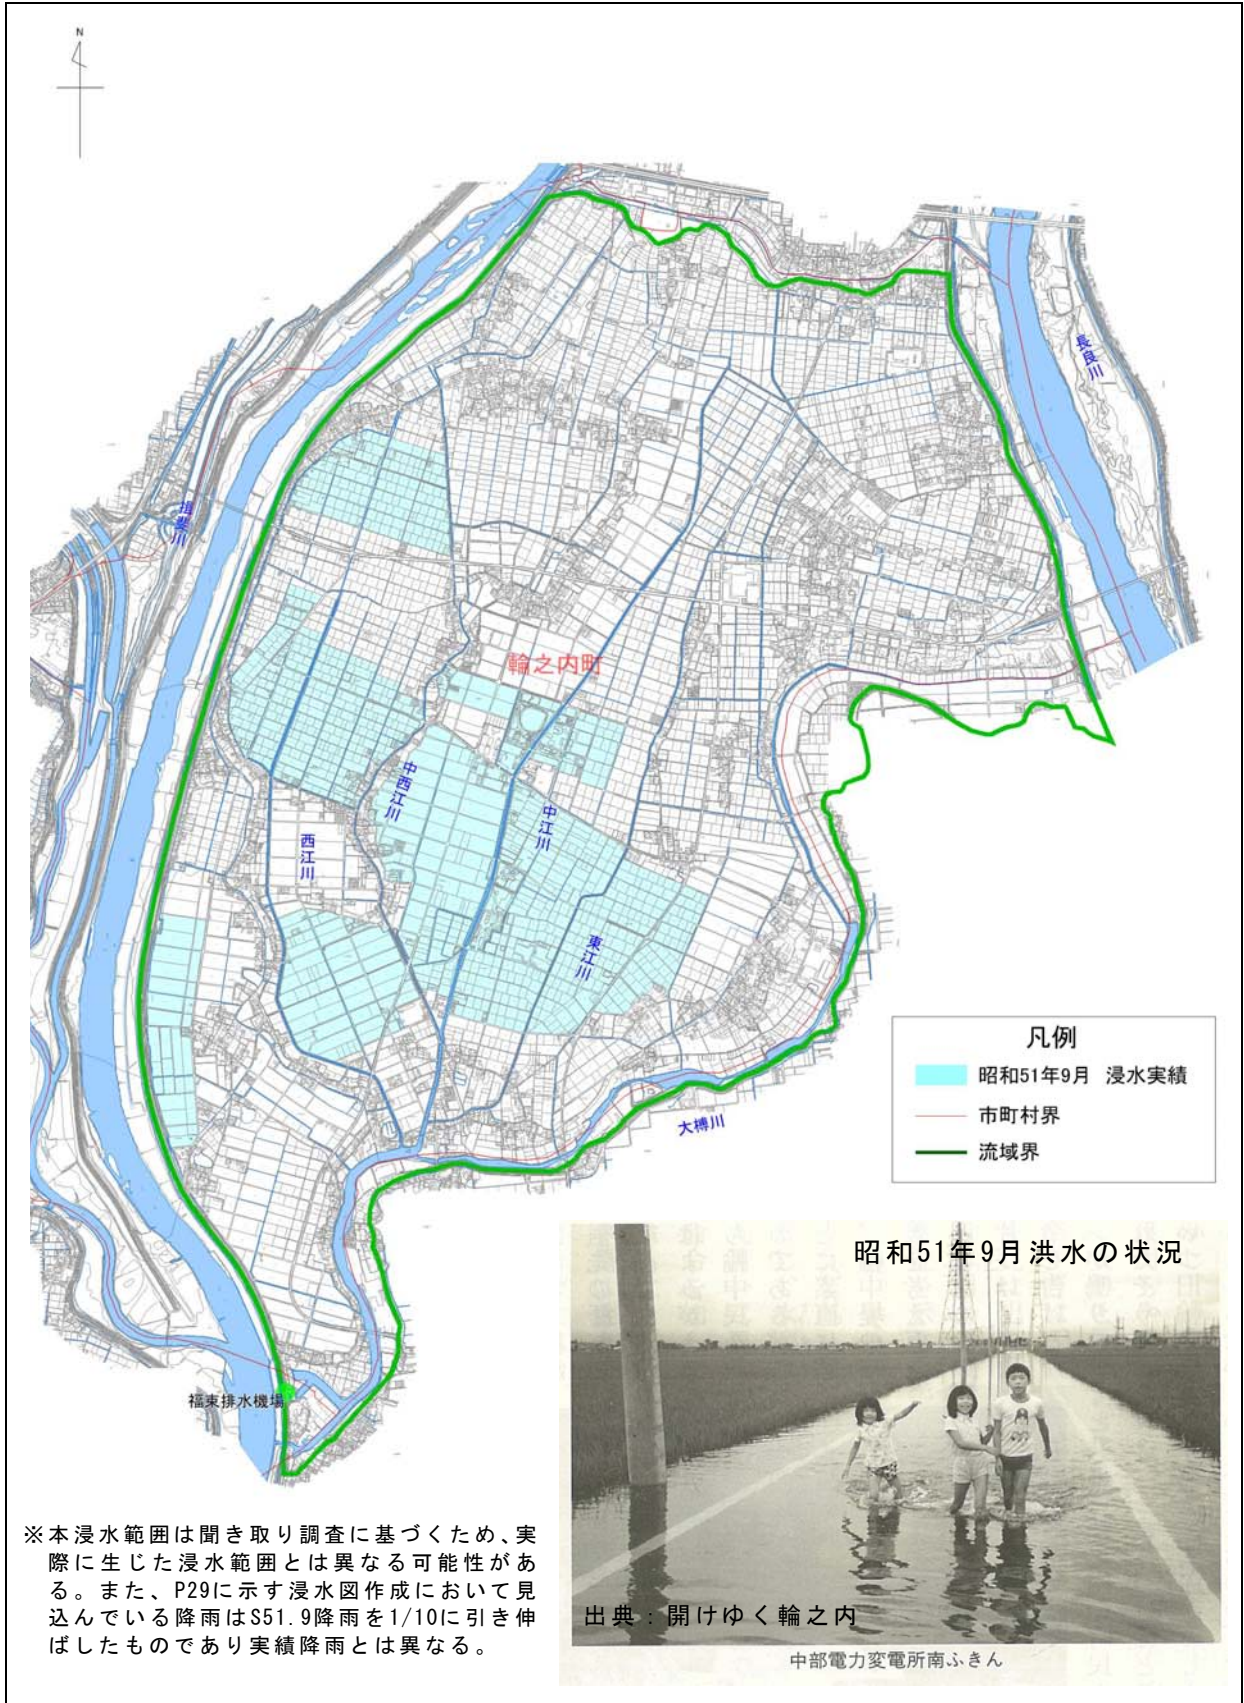 N
長良川
揖斐川
輪之内町
中西江川
中江川
西江川
東江川
凡例
昭和51年9月 浸水実績
市町村界
流域界
大榑川
昭和51年9月洪水の状況
福束排水機場
※本浸水範囲は聞き取り調査に基づくため、実
際に生じた浸水範囲とは異なる可能性があ
る。また、P29に示す浸水図作成において見
込んでいる降雨はS51.9降雨を1/10に引き伸
ばしたものであり実績降雨とは異なる。
出典：開けゆく輪之内
中部電力変電所南ふきん